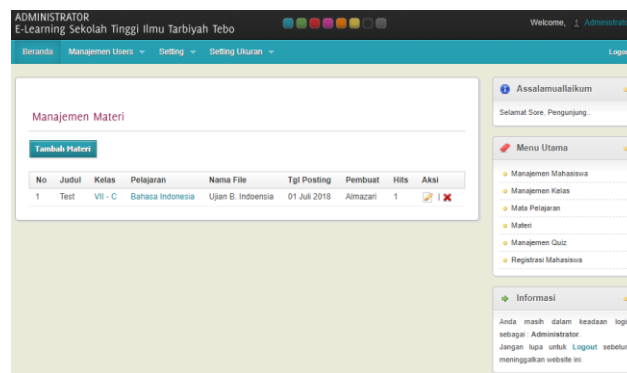 ADMINISTRATOR
E-Learning Sekolah Tinggi Ilmu Tarbiyah Tebo
Welcome, Administrator
Beranda Manajemen Users Setting Setting Ukuran Logout
Manajemen Materi
Tambah Materi
No Judul Kelas Pelajaran Nama File Tgl Posting Pembuat Hits Aksi
1 Test VII - C Bahasa Indonesia Ujian B. Indoensia 01 Juli 2018 Almazari 1 |
Assalamuallaikum
Selamat Sore, Pengunjung..
Menu Utama
Manajemen Mahasiswa
Manajemen Kelas
Mata Pelajaran
Materi
Manajemen Quiz
Registrasi Mahasiswa
Informasi
Anda masih dalam keadaan logi
sebagai : Administrator.
Jangan lupa untuk Logout sebelum
meninggalkan website ini.